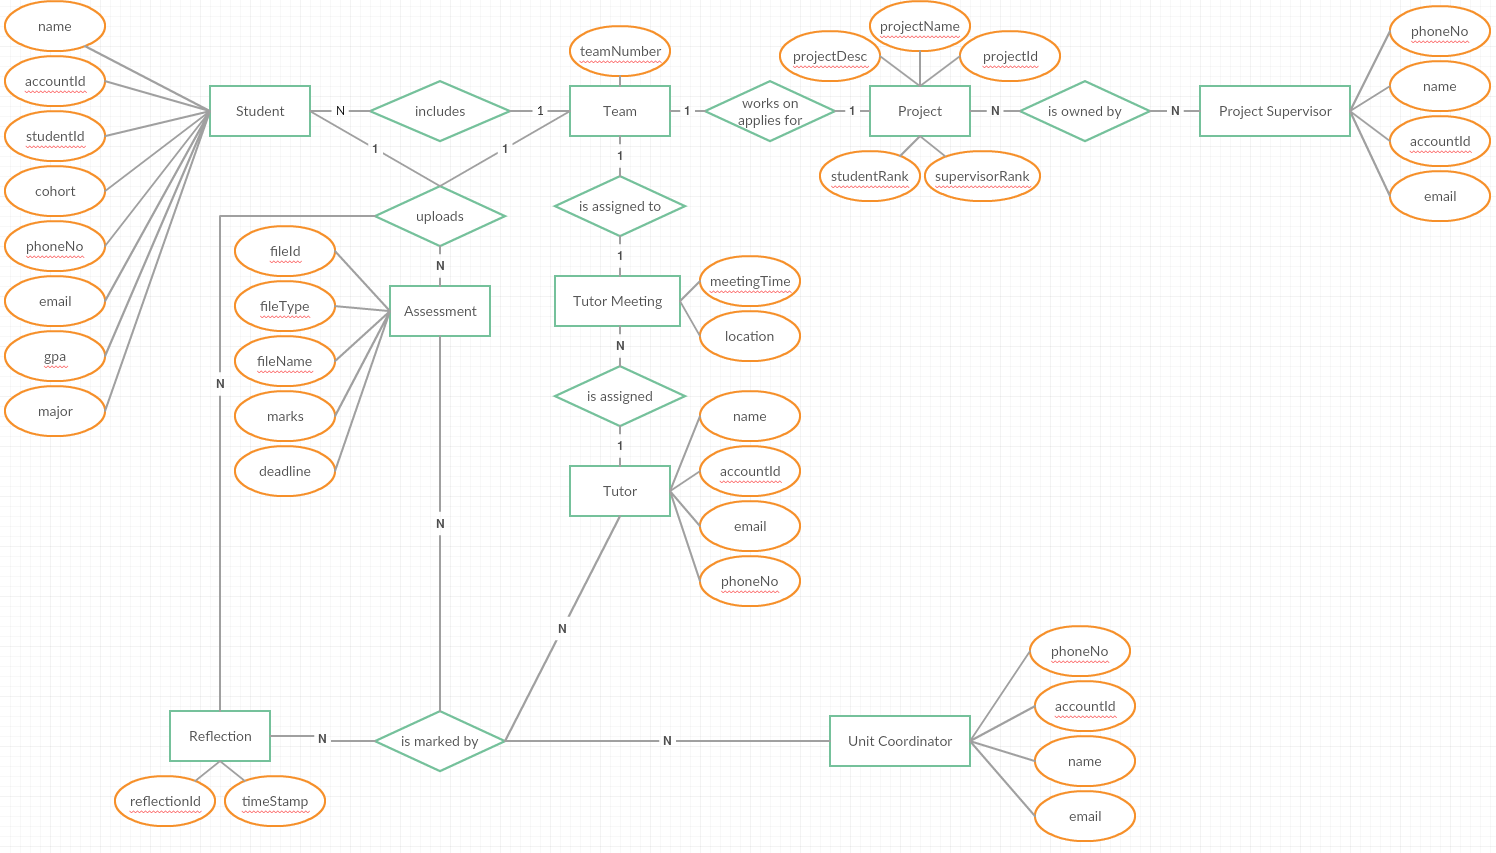 name
accountId
studentId
cohort
phoneNo
email
gpa
major
Student
N
includes
1
teamNumber
Team
1
works on
applies for
1
projectDesc
projectName
projectId
Project
studentRank
supervisorRank
N
is owned by
N
Project Supervisor
phoneNo
name
accountId
email
1
1
uploads
N
N
fileId
fileType
fileName
marks
deadline
Assessment
N
1
is assigned to
1
Tutor Meeting
meetingTime
location
N
is assigned
1
Tutor
name
accountId
email
phoneNo
N
Reflection
N
is marked by
N
Unit Coordinator
reflectionId
timeStamp
phoneNo
accountId
name
email